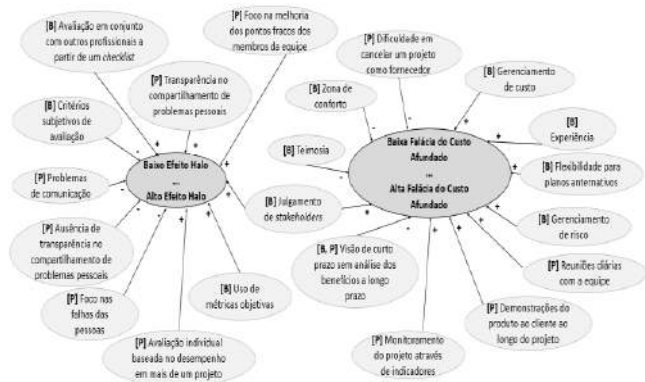 [B] Avaliação em conjunto
com outros profissionais a
partir de um checklist
[P] Foco na melhoria
dos pontos fracos dos
membros da equipe
[P] Dificuldade em
cancelar um projeto
como fornecedor
[B] Gerenciamento
de custo
[P] Transparência no
compartilhamento de
problemas pessoais
[B] Zona de
conforto
[B] Critérios
subjetivos de
avaliação
[B]
Experiência
Baixo Efeito Halo
...
Alto Efeito Halo
[B] Teimosia
Baixa Falácia do Custo
Afundado
...
Alta Falácia do Custo
Afundado
[B] Flexibilidade para
planos anternativos
[P] Problemas
de comunicação
[B] Julgamento
de stakeholders
[B] Gerenciamento
de risco
[P] Ausência de
transparência no
compartilhamento de
problemas pessoais
[B, P] Visão de curto
prazo sem análise dos
benefícios a longo
prazo
[P] Reuniões diárias
com a equipe
[P] Foco nas
falhas das
pessoas
[B] Uso de
métricas objetivas
[P] Demonstrações do
produto ao cliente ao
longo do projeto
[P] Avaliação individual
baseada no desempenho
em mais de um projeto
[P] Monitoramento
do projeto através
de indicadores